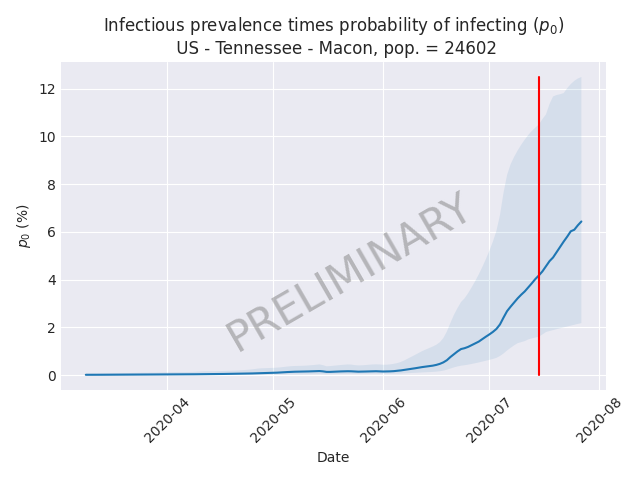 Infectious prevalence times probability of infecting (p₀)
US - Tennessee - Macon, pop. = 24602
12
10
8
6
4
2
0
p₀ (%)
PRELIMINARY
2020-04
2020-05
2020-06
2020-07
2020-08
Date